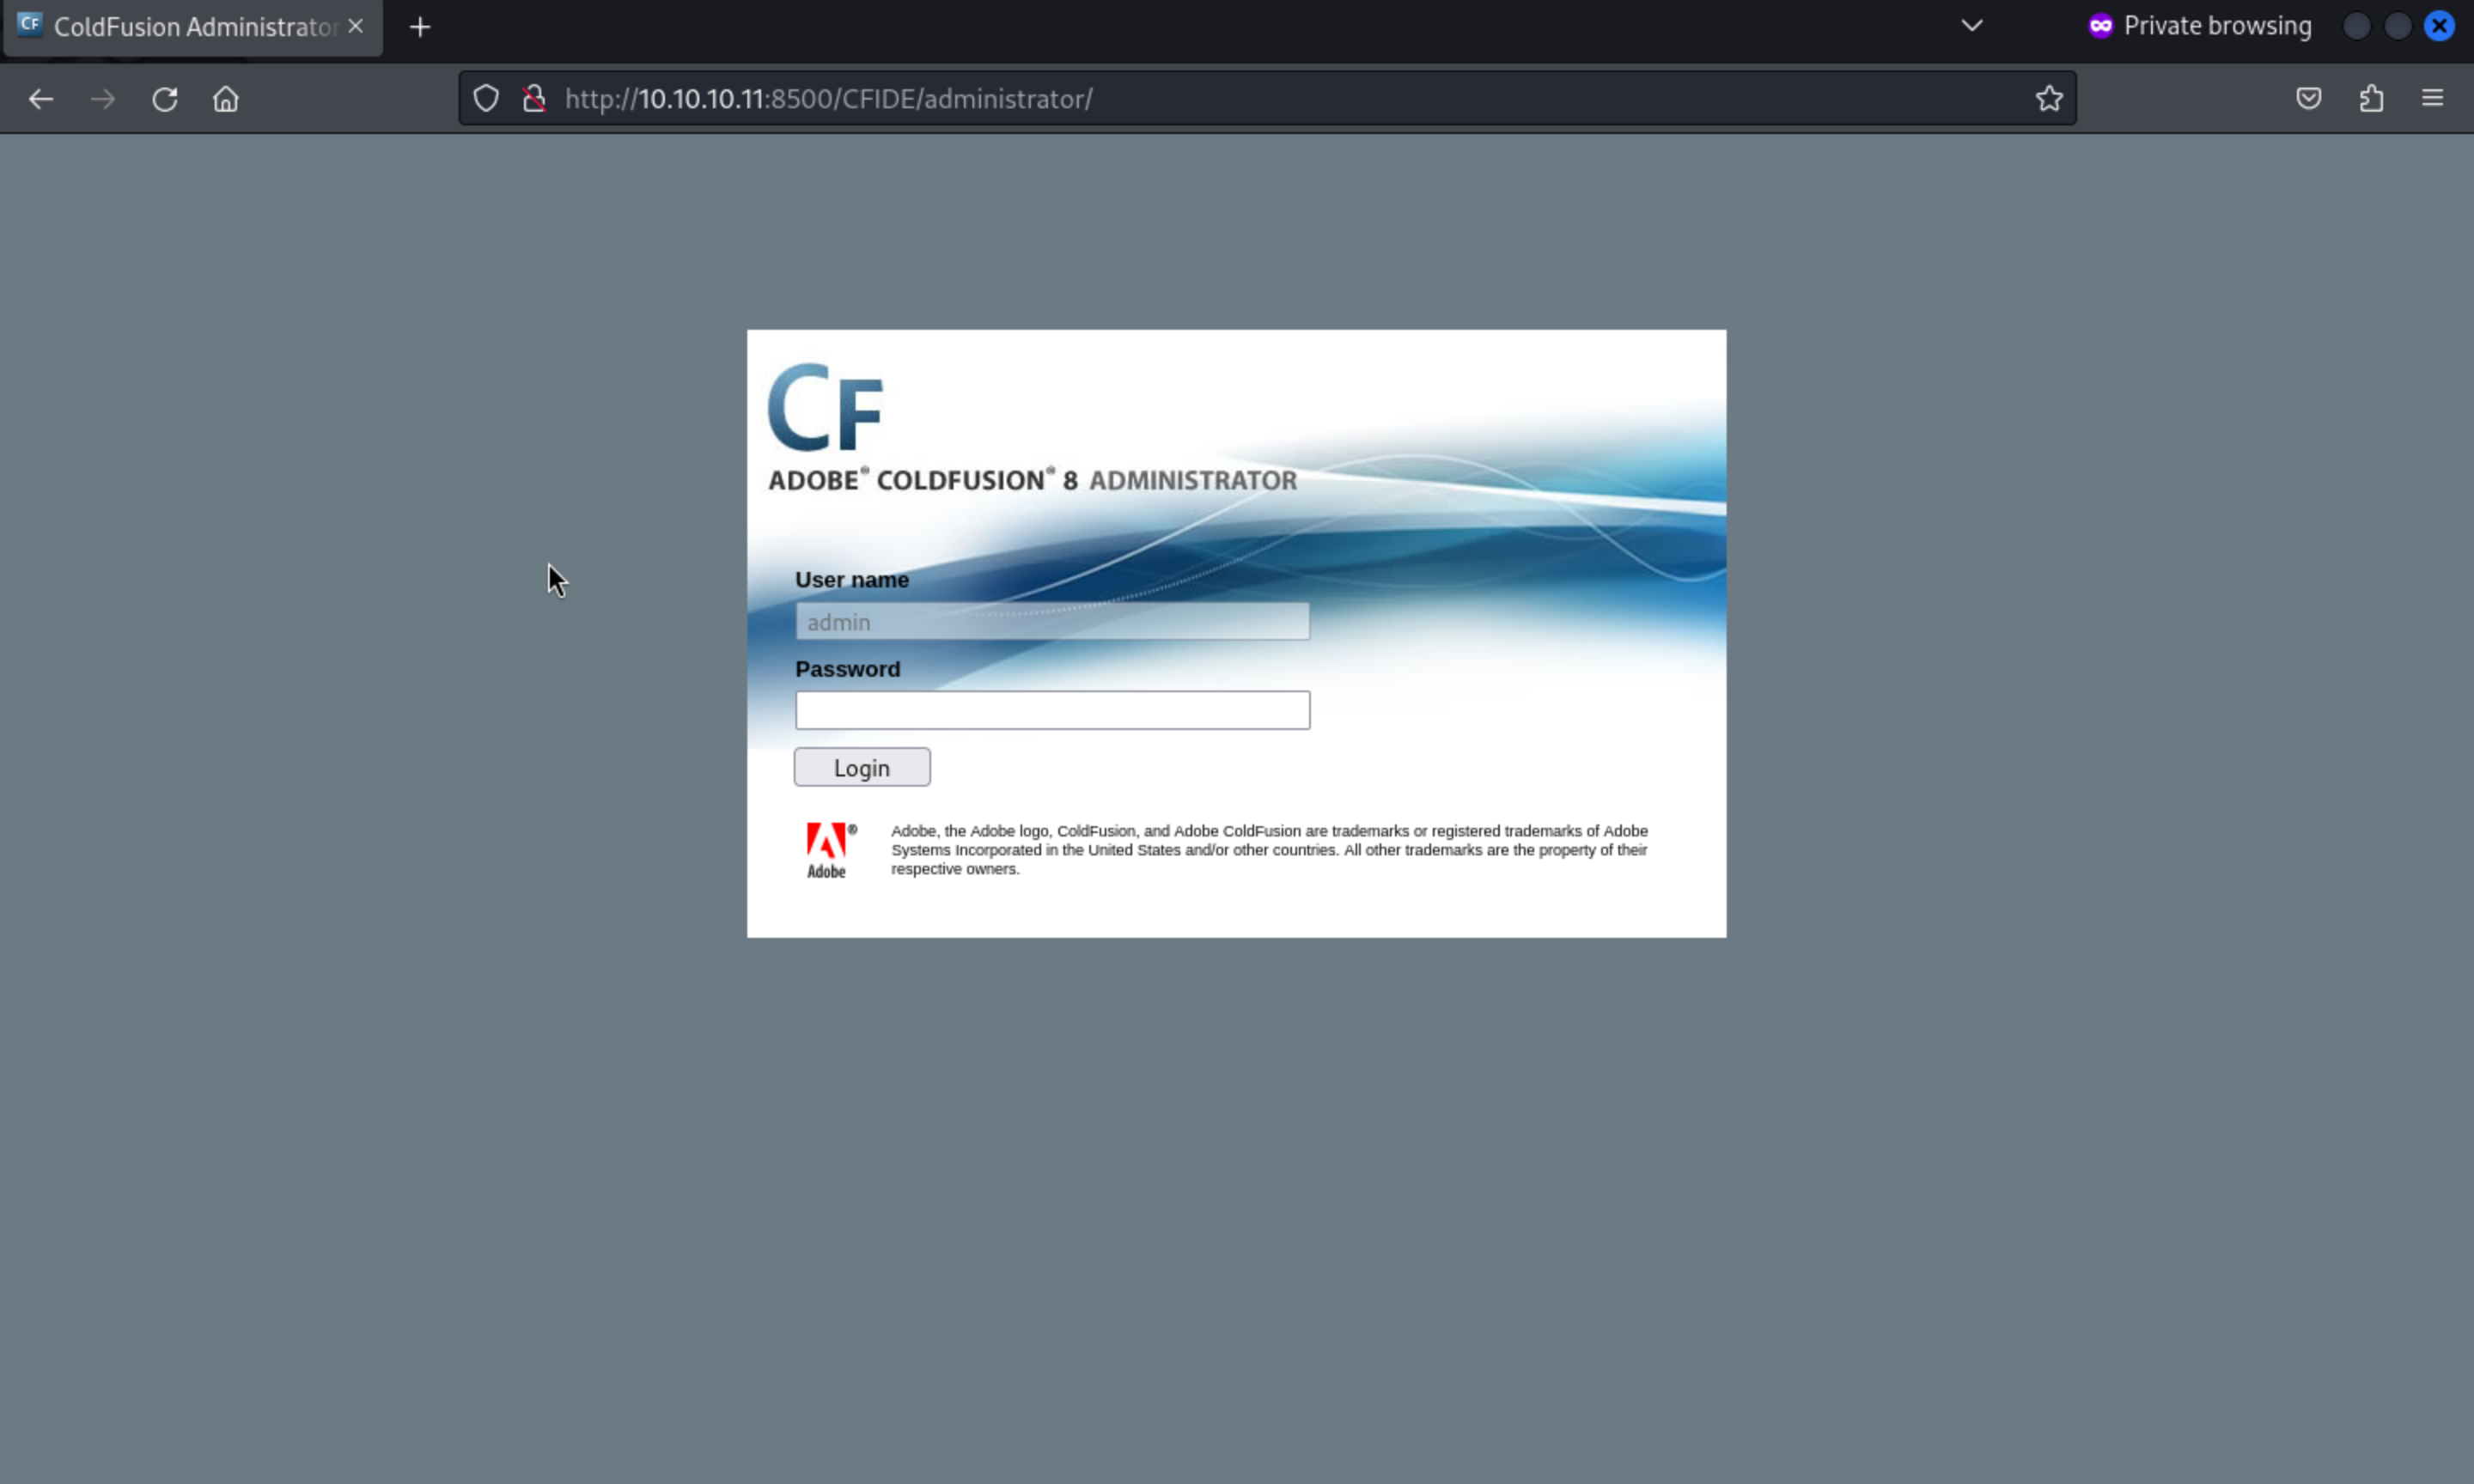 CF ColdFusion Administrator
Private browsing
http://10.10.10.11:8500/CFIDE/administrator/
CF
ADOBE® COLDFUSION® 8 ADMINISTRATOR
User name
admin
Password
Login
Adobe, the Adobe logo, ColdFusion, and Adobe ColdFusion are trademarks or registered trademarks of Adobe
Systems Incorporated in the United States and/or other countries. All other trademarks are the property of their
respective owners.
®
Adobe